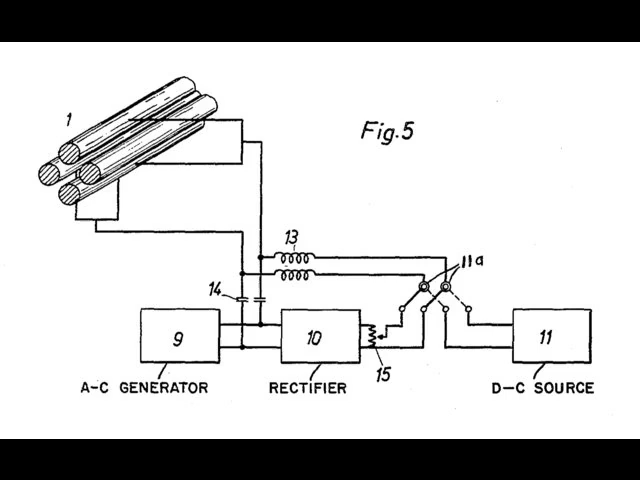 1
Fig. 5
13
11a
14
9
10
15
11
A-C GENERATOR
RECTIFIER
D-C SOURCE